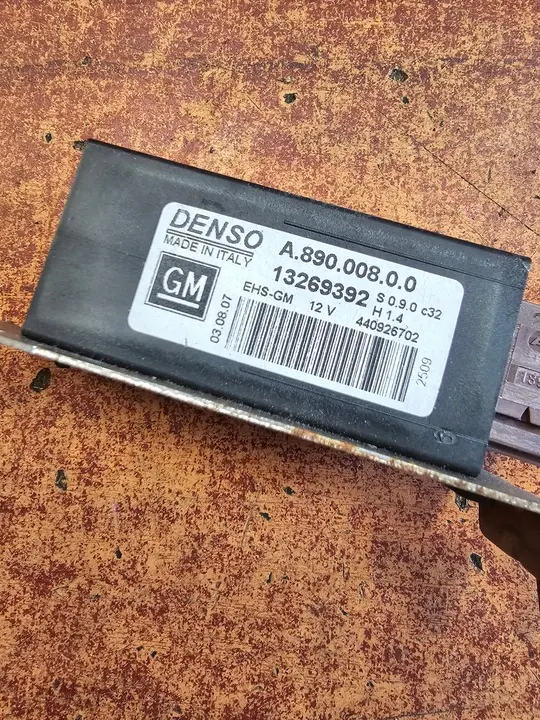 DENSO A.890.008.0.0
MADE IN ITALY 13269392 S 0.9.0 c32
H 1.4
GM EHS-GM 12 V 440926702
03.08.07
2509